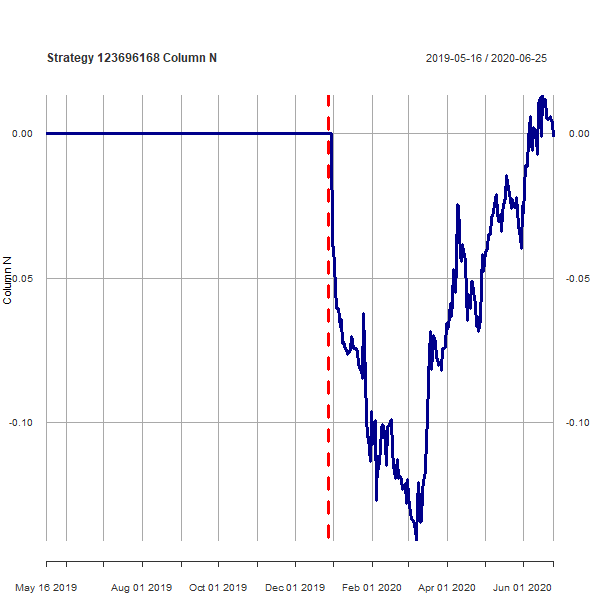 Strategy 123696168 Column N
2019-05-16 / 2020-06-25
0.00
0.00
-0.05
-0.05
-0.10
-0.10
Column N
May 16 2019
Aug 01 2019
Oct 01 2019
Dec 01 2019
Feb 01 2020
Apr 01 2020
Jun 01 2020